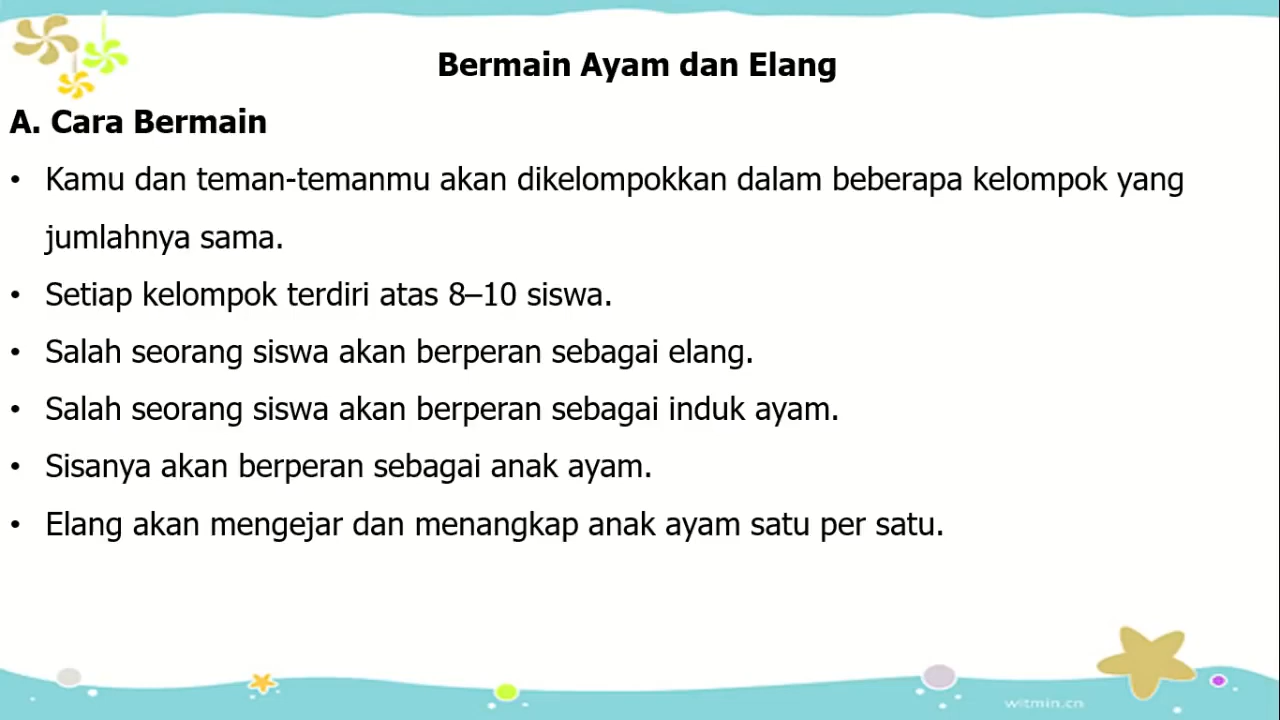 Bermain Ayam dan Elang
A. Cara Bermain
• Kamu dan teman-temanmu akan dikelompokkan dalam beberapa kelompok yang
jumlahnya sama.
• Setiap kelompok terdiri atas 8–10 siswa.
• Salah seorang siswa akan berperan sebagai elang.
• Salah seorang siswa akan berperan sebagai induk ayam.
• Sisanya akan berperan sebagai anak ayam.
• Elang akan mengejar dan menangkap anak ayam satu per satu.
witmin.cn